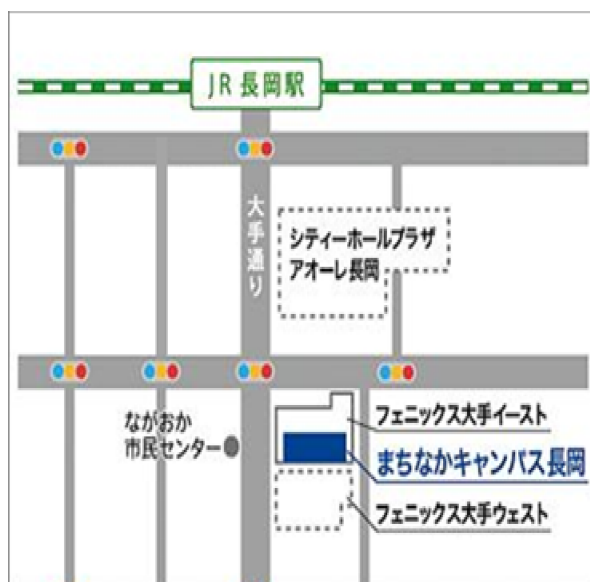 JR長岡駅
大手通り
シティーホールプラザ
アオーレ長岡
ながおか
市民センター
フェニックス大手イースト
まちなかキャンパス長岡
フェニックス大手ウェスト